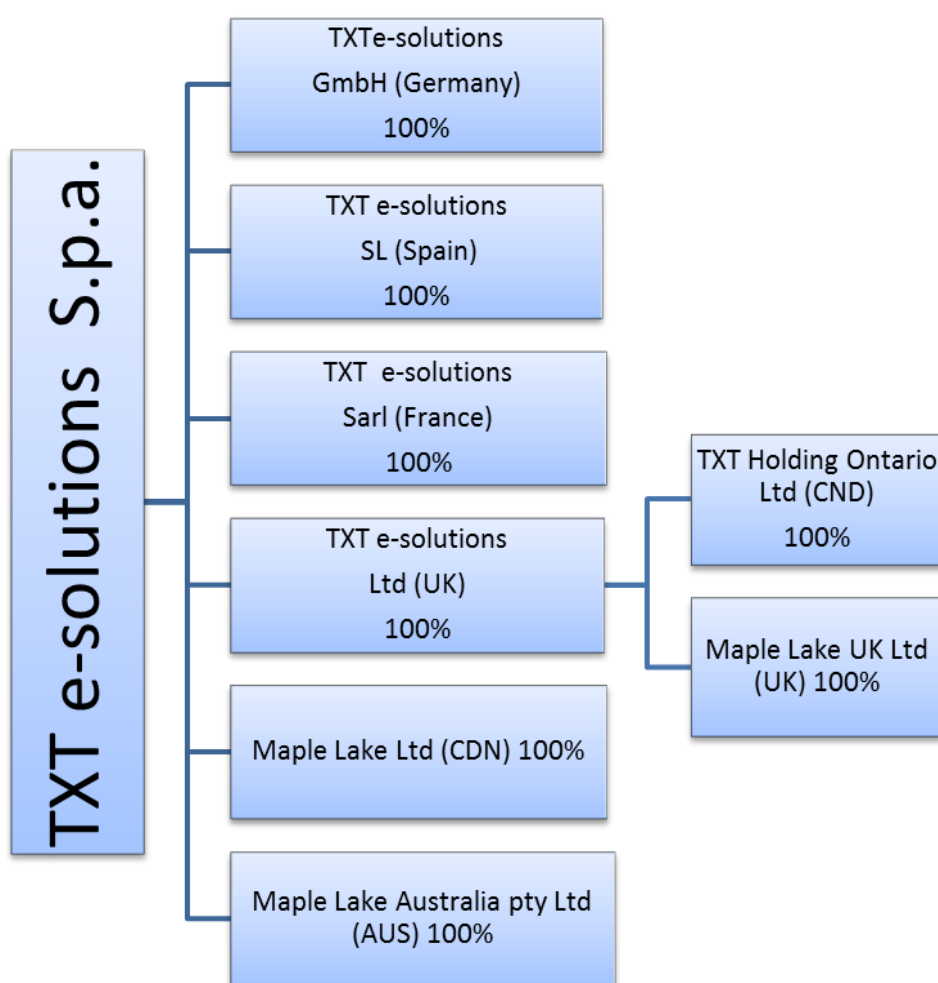 TXT e-solutions S.p.a.
TXTe-solutions
GmbH (Germany)
100%
TXT e-solutions
SL (Spain)
100%
TXT e-solutions
Sarl (France)
100%
TXT e-solutions
Ltd (UK)
100%
TXT Holding Ontario
Ltd (CND)
100%
Maple Lake UK Ltd
(UK) 100%
Maple Lake Ltd (CDN) 100%
Maple Lake Australia pty Ltd
(AUS) 100%